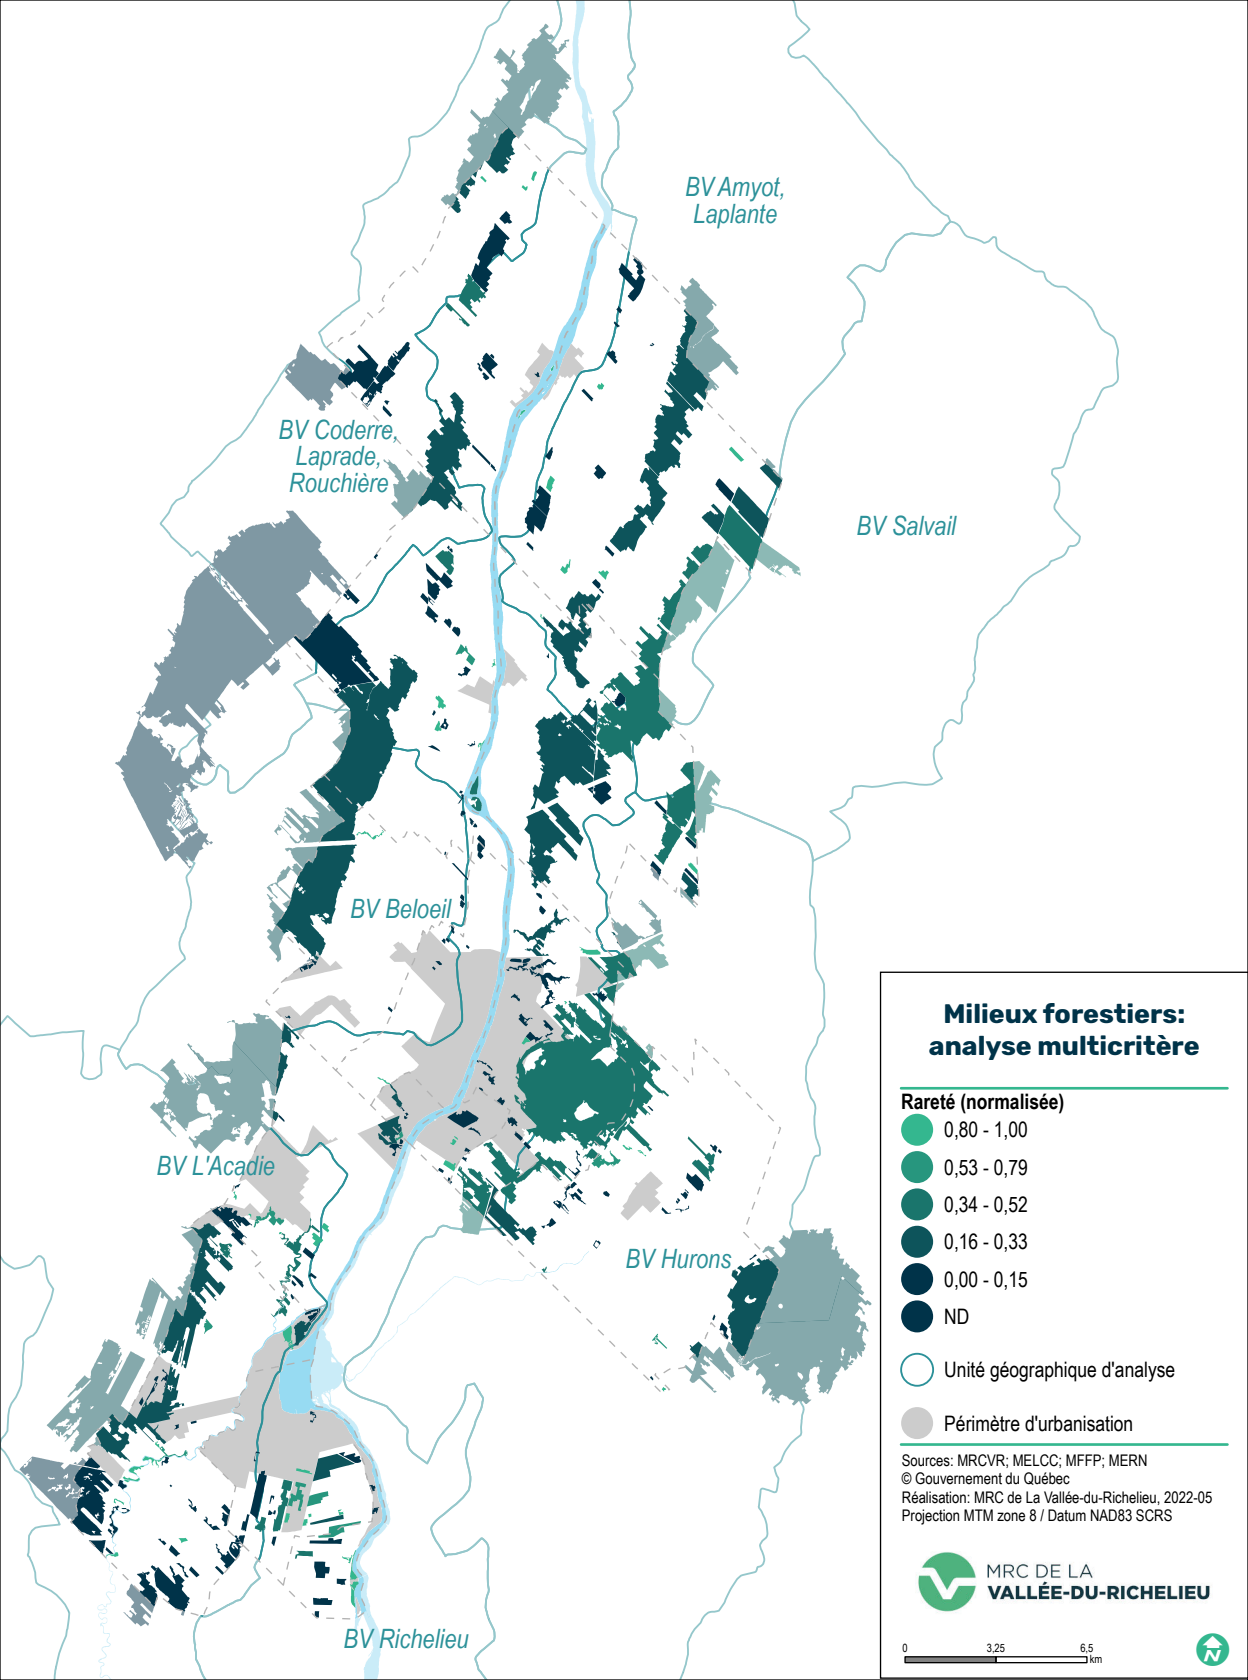 BV Amyot,
Laplante
BV Coderre,
Laprade,
Rouchière
BV Salvail
BV Beloeil
BV L'Acadie
BV Hurons
BV Richelieu
Milieux forestiers:
analyse multicritère
Rareté (normalisée)
0,80 - 1,00
0,53 - 0,79
0,34 - 0,52
0,16 - 0,33
0,00 - 0,15
ND
Unité géographique d'analyse
Périmètre d'urbanisation
Sources: MRCVR; MELCC; MFFP; MERN
© Gouvernement du Québec
Réalisation: MRC de La Vallée-du-Richelieu, 2022-05
Projection MTM zone 8 / Datum NAD83 SCRS
MRC DE LA
VALLÉE-DU-RICHELIEU
0 3,25 6,5
km
N